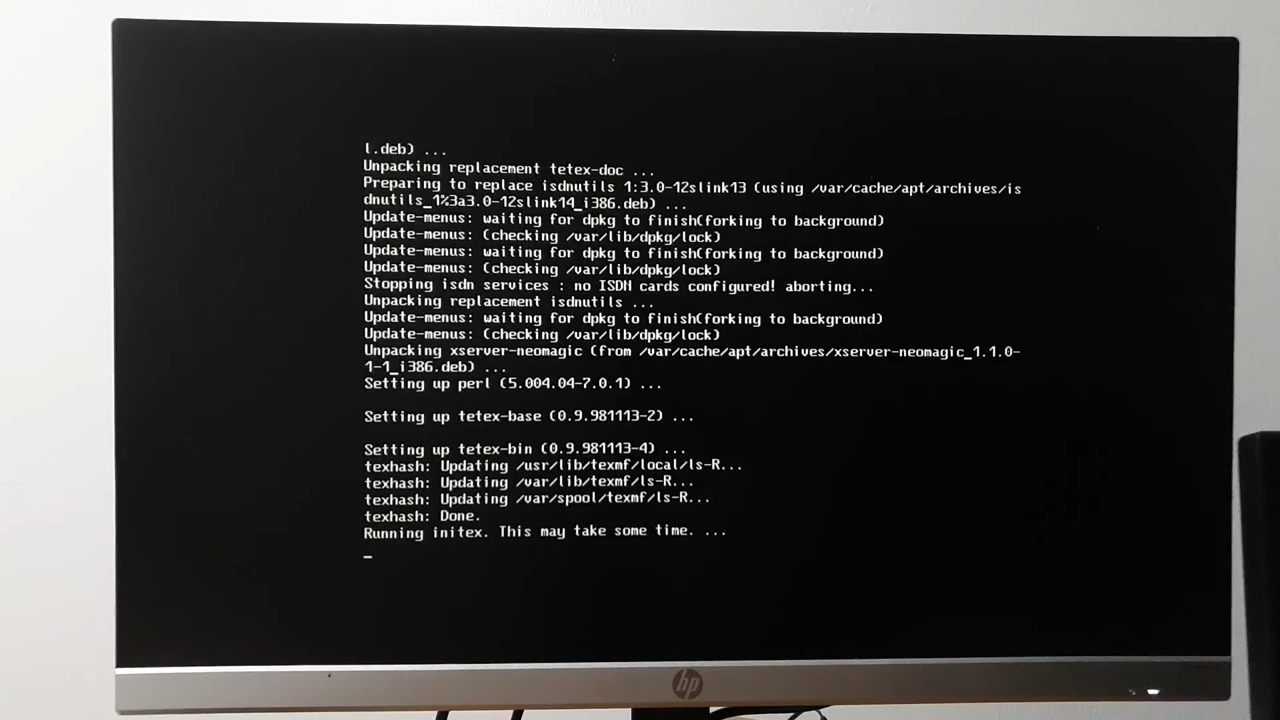 l.deb) ...
Unpacking replacement tetex-doc ...
Preparing to replace isdnutils 1:3.0-12slink13 (using /var/cache/apt/archives/is
dnutils_1%3a3.0-12slink14_i386.deb) ...
Update-menus: waiting for dpkg to finish(forking to background)
Update-menus: (checking /var/lib/dpkg/lock)
Update-menus: waiting for dpkg to finish(forking to background)
Update-menus: (checking /var/lib/dpkg/lock)
Stopping isdn services : no ISDN cards configured! aborting...
Unpacking replacement isdnutils ...
Update-menus: waiting for dpkg to finish(forking to background)
Update-menus: (checking /var/lib/dpkg/lock)
Unpacking xserver-neomagic (from /var/cache/apt/archives/xserver-neomagic_1.1.0-
1-1_i386.deb) ...
Setting up perl (5.004.04-7.0.1) ...
Setting up tetex-base (0.9.981113-2) ...
Setting up tetex-bin (0.9.981113-4) ...
texhash: Updating /usr/lib/texmf/local/ls-R...
texhash: Updating /var/lib/texmf/ls-R...
texhash: Updating /var/spool/texmf/ls-R...
texhash: Done.
Running initex. This may take some time. ...
_
hp